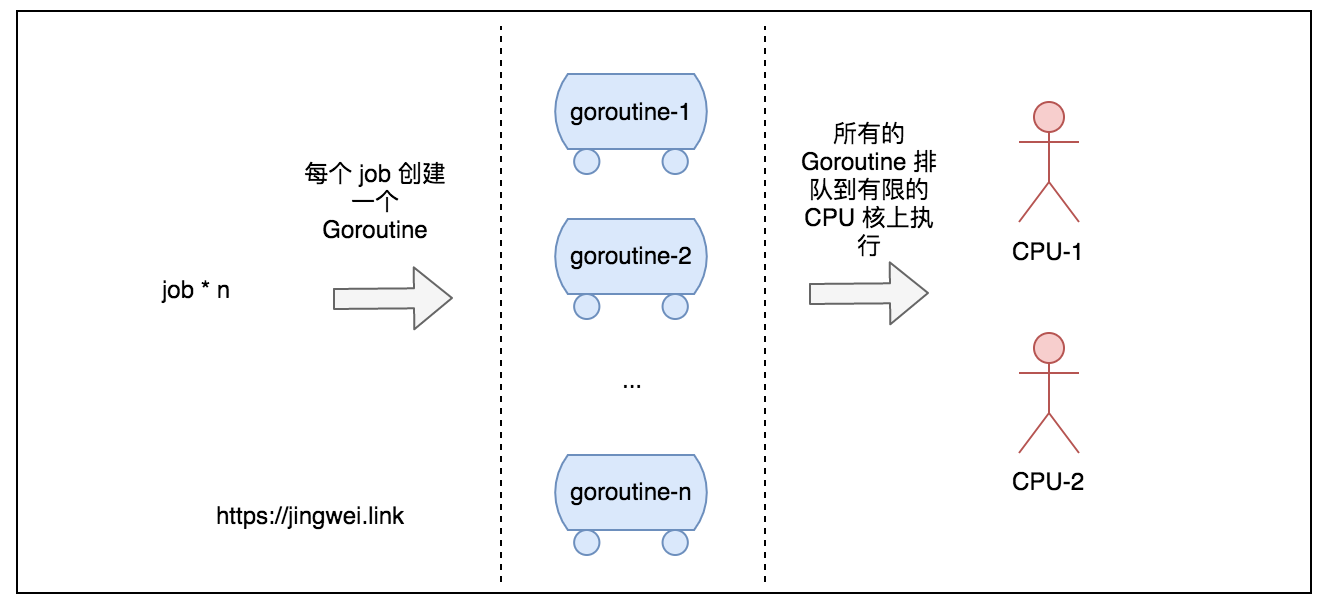 job * n
每个 job 创建
一个
Goroutine
https://jingwei.link
goroutine-1
goroutine-2
...
goroutine-n
所有的
Goroutine 排
队到有限的
CPU 核上执
行
CPU-1
CPU-2